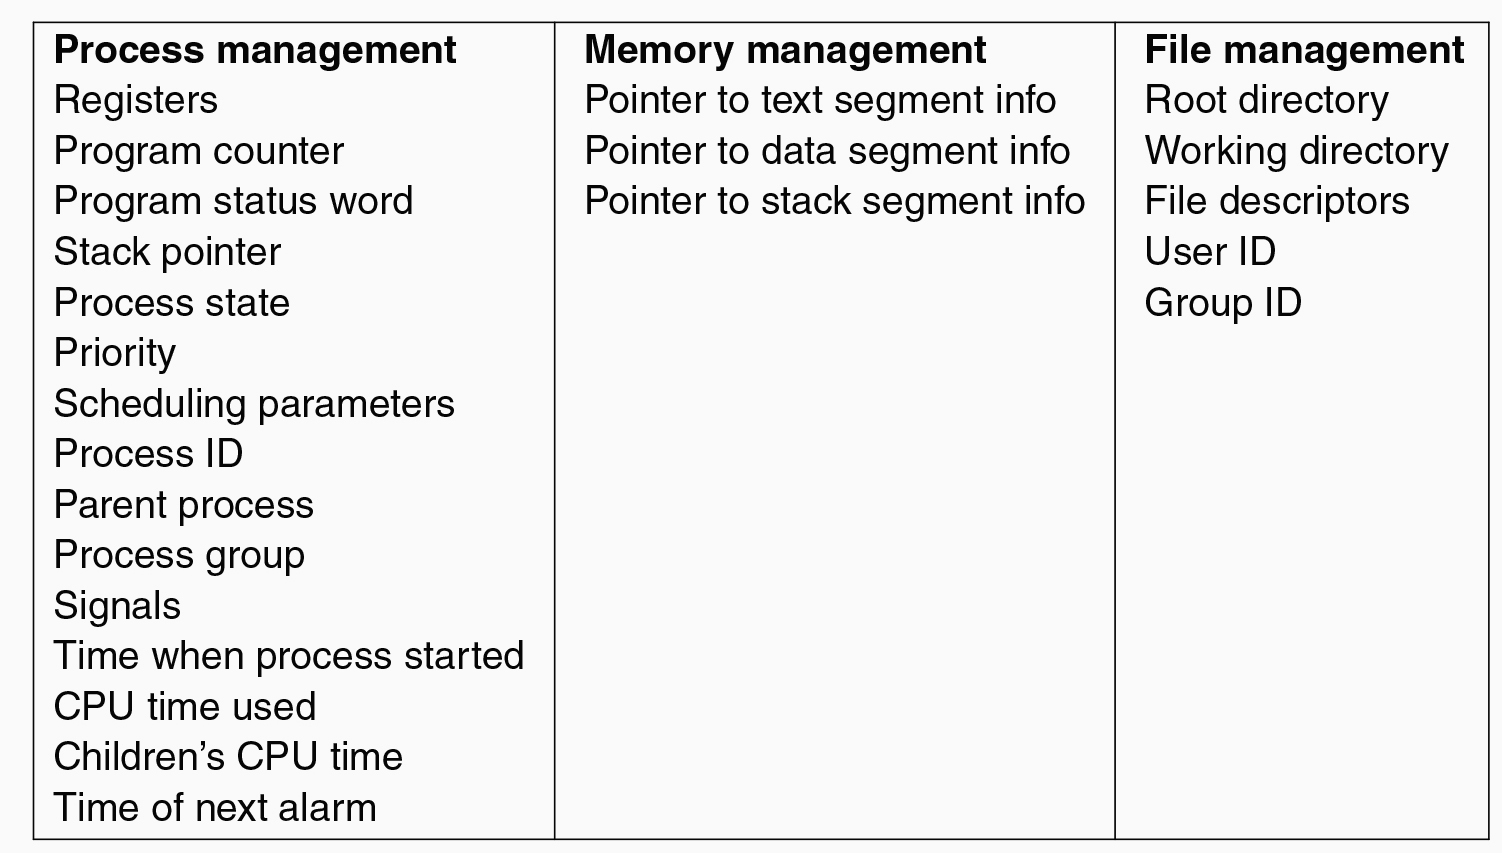 Process management
Registers
Program counter
Program status word
Stack pointer
Process state
Priority
Scheduling parameters
Process ID
Parent process
Process group
Signals
Time when process started
CPU time used
Children’s CPU time
Time of next alarm
Memory management
Pointer to text segment info
Pointer to data segment info
Pointer to stack segment info
File management
Root directory
Working directory
File descriptors
User ID
Group ID